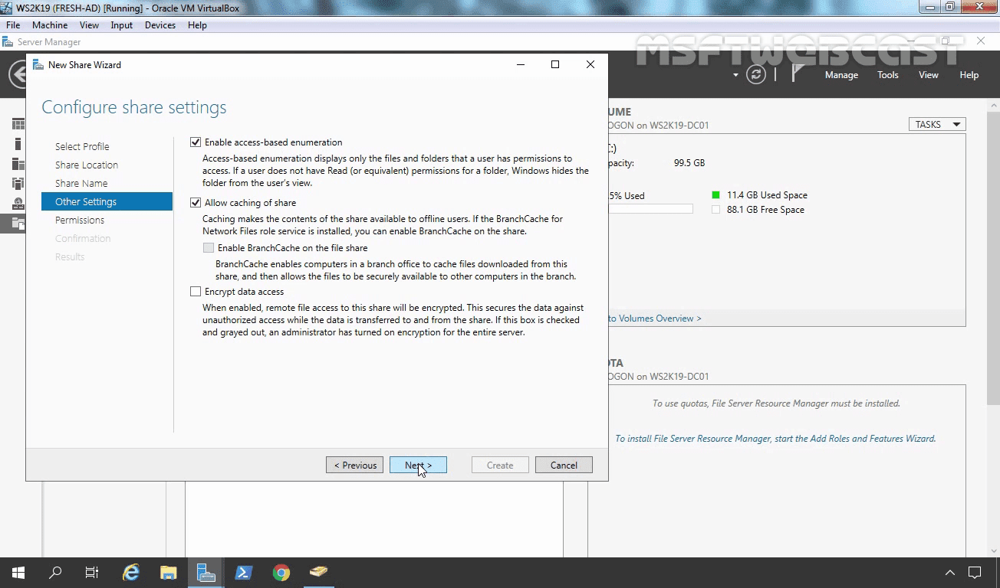 WS2K19 (FRESH-AD) [Running] - Oracle VM VirtualBox
File Machine View Input Devices Help
Server Manager
MSFTWEBCAST
New Share Wizard
Manage Tools View Help
Configure share settings
Select Profile
Share Location
Share Name
Other Settings
Permissions
Confirmation
Results
Enable access-based enumeration
Access-based enumeration displays only the files and folders that a user has permissions to
access. If a user does not have Read (or equivalent) permissions for a folder, Windows hides the
folder from the user's view.
Allow caching of share
Caching makes the contents of the share available to offline users. If the BranchCache for
Network Files role service is installed, you can enable BranchCache on the share.
Enable BranchCache on the file share
BranchCache enables computers in a branch office to cache files downloaded from this
share, and then allows the files to be securely available to other computers in the branch.
Encrypt data access
When enabled, remote file access to this share will be encrypted. This secures the data against
unauthorized access while the data is transferred to and from the share. If this box is checked
and grayed out, an administrator has turned on encryption for the entire server.
< Previous Next > Create Cancel
UME
OGON on WS2K19-DC01
TASKS
:)
pacity: 99.5 GB
5% Used
11.4 GB Used Space
88.1 GB Free Space
to Volumes Overview >
TA
OGON on WS2K19-DC01
To use quotas, File Server Resource Manager must be installed.
To install File Server Resource Manager, start the Add Roles and Features Wizard.